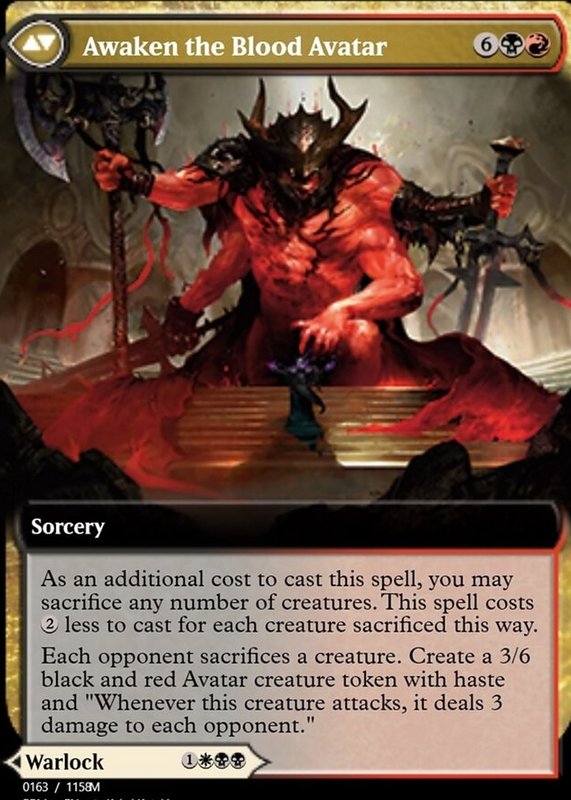 Awaken the Blood Avatar 6
Sorcery
As an additional cost to cast this spell, you may
sacrifice any number of creatures. This spell costs
2 less to cast for each creature sacrificed this way.
Each opponent sacrifices a creature. Create a 3/6
black and red Avatar creature token with haste
and "Whenever this creature attacks, it deals 3
damage to each opponent."
Warlock 1
0163 / 1158M